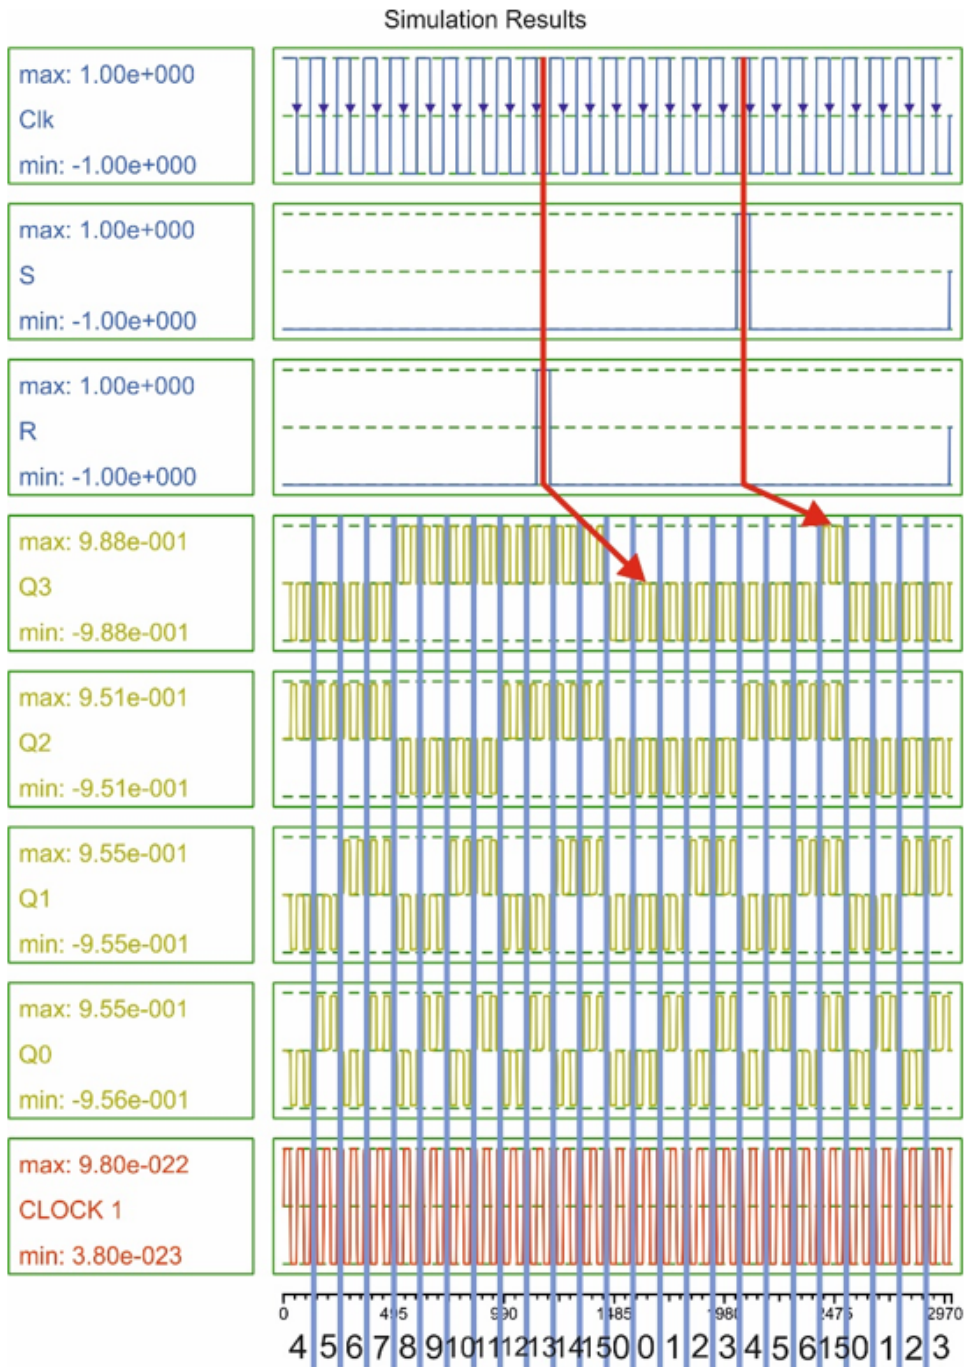 Simulation Results
max: 1.00e+000
Clk
min: -1.00e+000
max: 1.00e+000
S
min: -1.00e+000
max: 1.00e+000
R
min: -1.00e+000
max: 9.88e-001
Q3
min: -9.88e-001
max: 9.51e-001
Q2
min: -9.51e-001
max: 9.55e-001
Q1
min: -9.55e-001
max: 9.55e-001
Q0
min: -9.56e-001
max: 9.80e-022
CLOCK 1
min: 3.80e-023
0 495 990 1485 1980 2475 2970
4 5 6 7 8 9 10 11 12 13 14 15 0 0 1 2 3 4 5 6 15 0 1 2 3